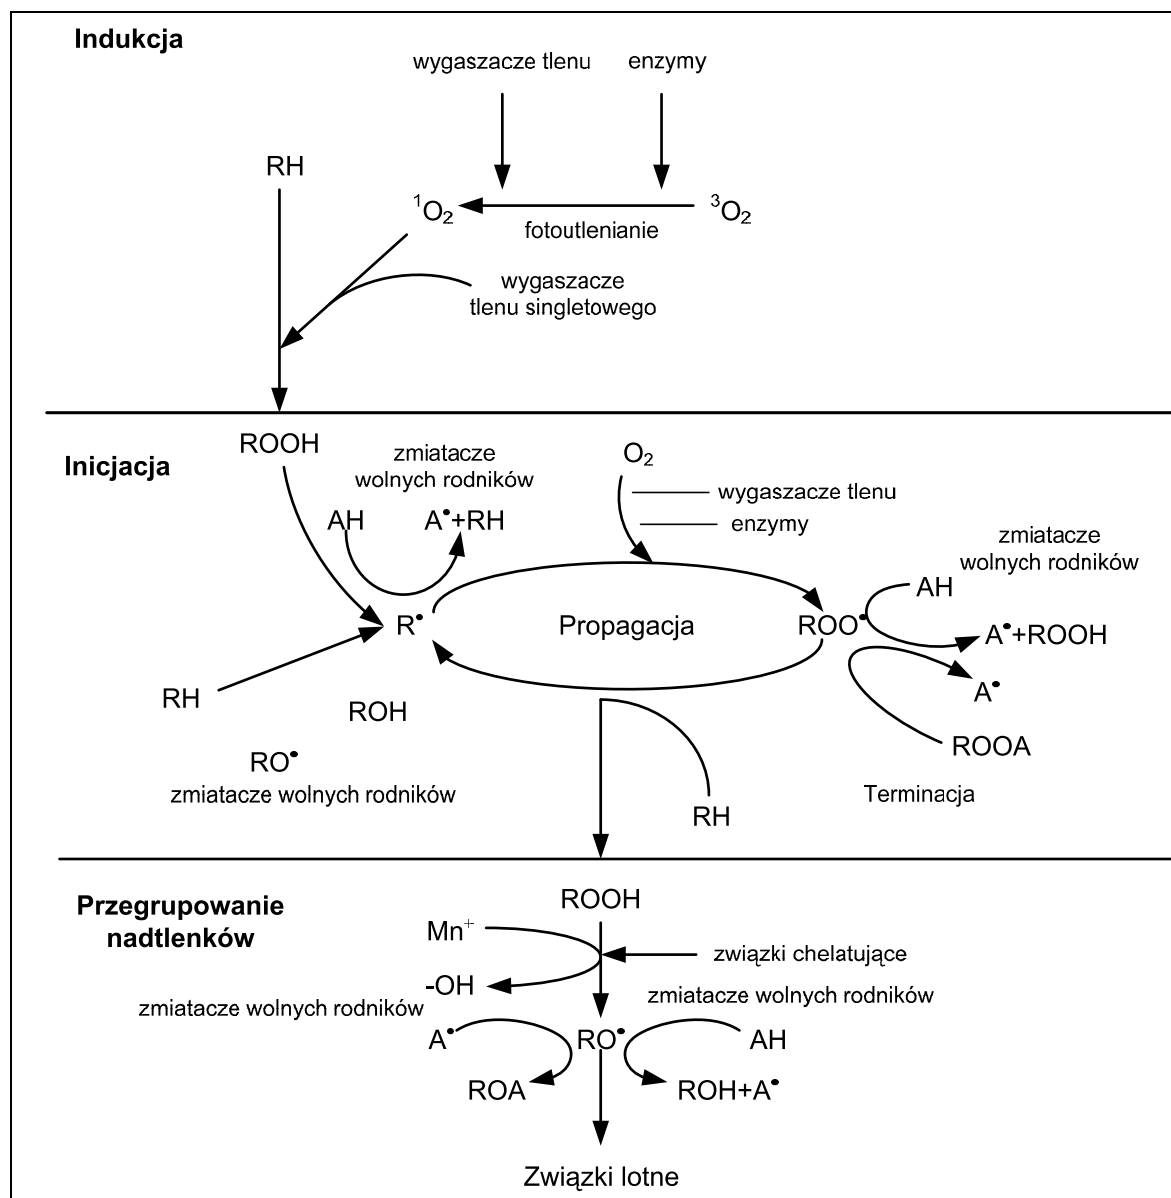 Indukcja
wygaszacze tlenu
enzymy
RH
¹O₂
³O₂
fotoutlenianie
wygaszacze
tlenu singletowego
Inicjacja
ROOH
zmiatacze
wolnych rodników
AH
A•+RH
O₂
wygaszacze tlenu
enzymy
zmiatacze
wolnych rodników
AH
R•
Propagacja
ROO•
A•+ROOH
A•
RH
ROH
ROOA
RO•
zmiatacze wolnych rodników
Terminacja
RH
Przegrupowanie
nadtlenków
ROOH
Mn⁺
związki chelatujące
-OH
zmiatacze wolnych rodników
zmiatacze wolnych rodników
A•
RO•
AH
ROA
ROH+A•
Związki lotne